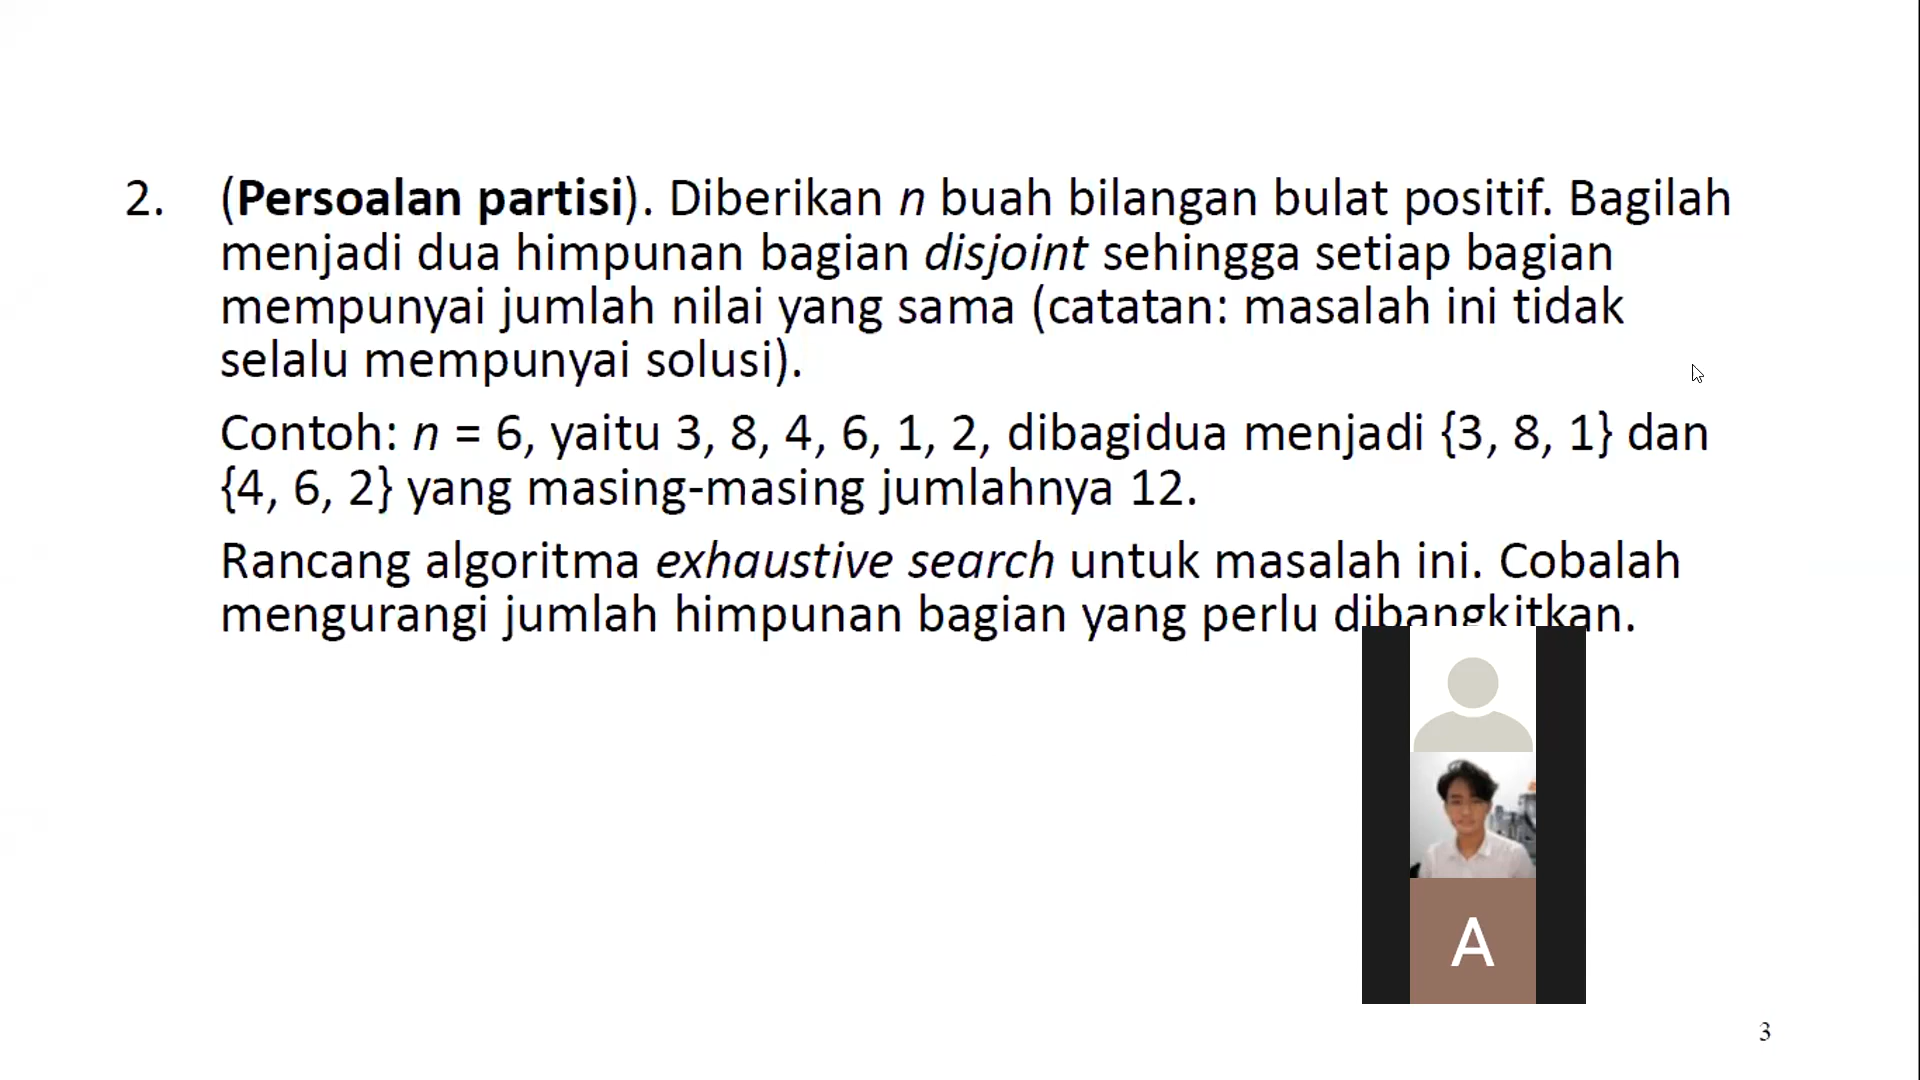 2. (Persoalan partisi). Diberikan n buah bilangan bulat positif. Bagilah
menjadi dua himpunan bagian disjoint sehingga setiap bagian
mempunyai jumlah nilai yang sama (catatan: masalah ini tidak
selalu mempunyai solusi).
Contoh: n = 6, yaitu 3, 8, 4, 6, 1, 2, dibagidua menjadi {3, 8, 1} dan
{4, 6, 2} yang masing-masing jumlahnya 12.
Rancang algoritma exhaustive search untuk masalah ini. Cobalah
mengurangi jumlah himpunan bagian yang perlu dibangkitkan.
A
3